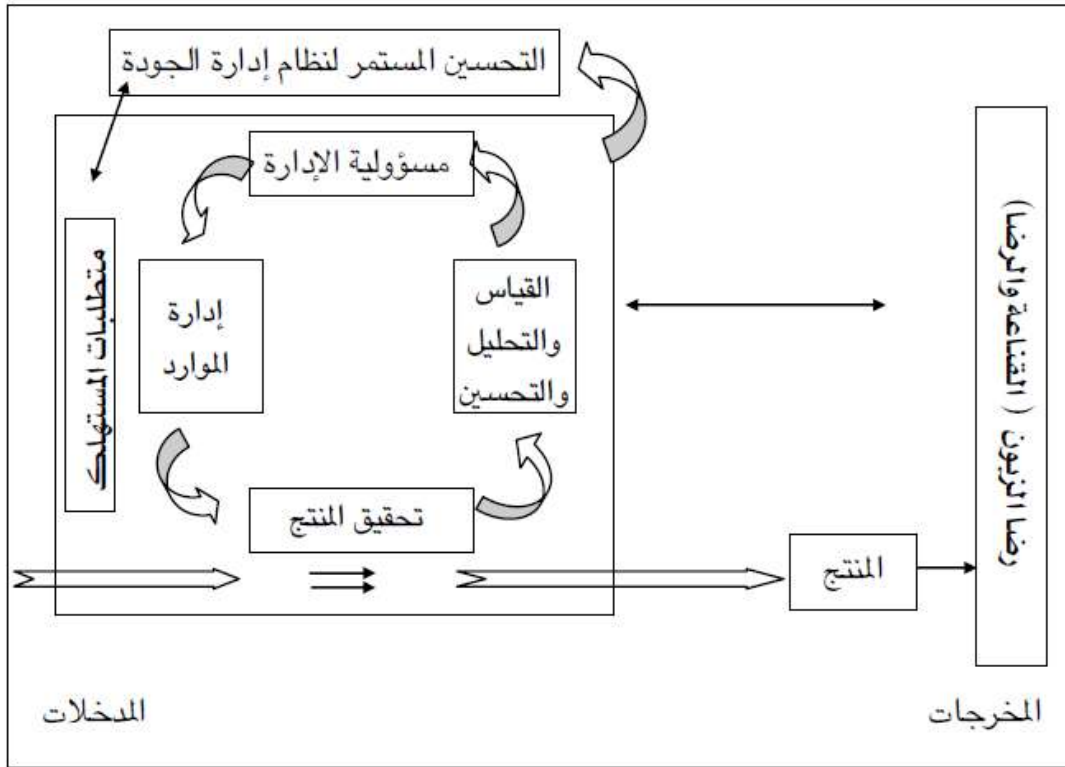 التحسين المستمر لنظام إدارة الجودة
مسؤولية الإدارة
متطلبات المستهلك
إدارة
الموارد
القياس
والتحليل
والتحسين
تحقيق المنتج
المنتج
رضا الزبون ( القناعة والرضا)
المدخلات
المخرجات